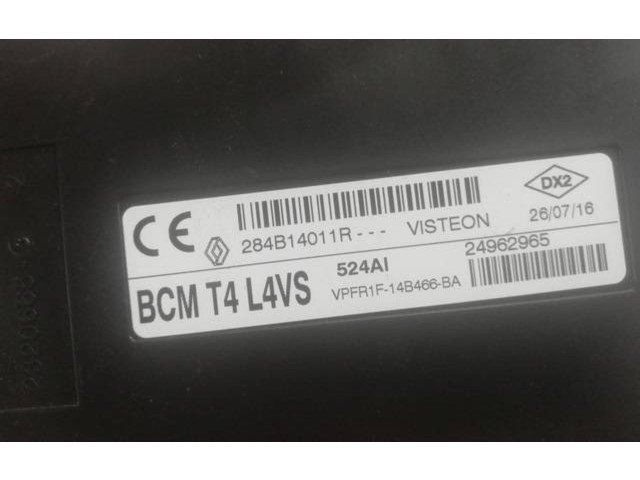 CE
284B14011R---
VISTEON
DX2
26/07/16
BCM T4 L4VS
524AI
VPFR1F-14B466-BA
24962965